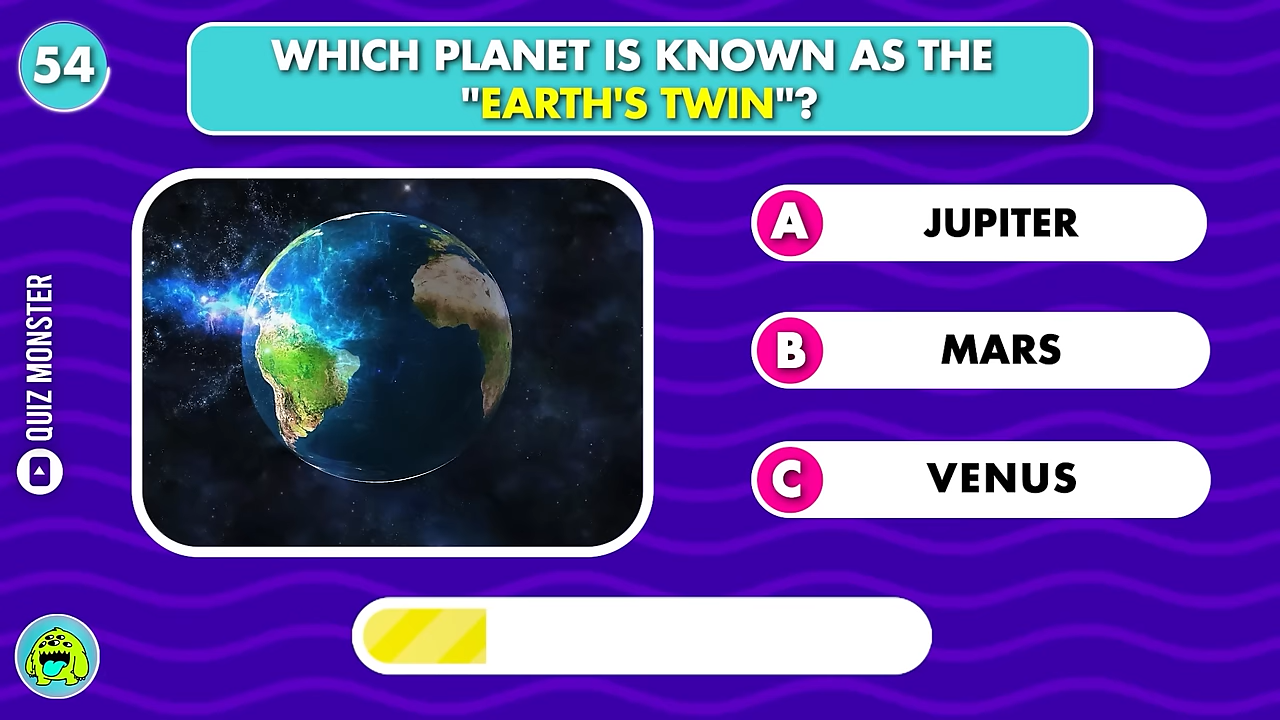 54
WHICH PLANET IS KNOWN AS THE
"EARTH'S TWIN"?
QUIZ MONSTER
A JUPITER
B MARS
C VENUS